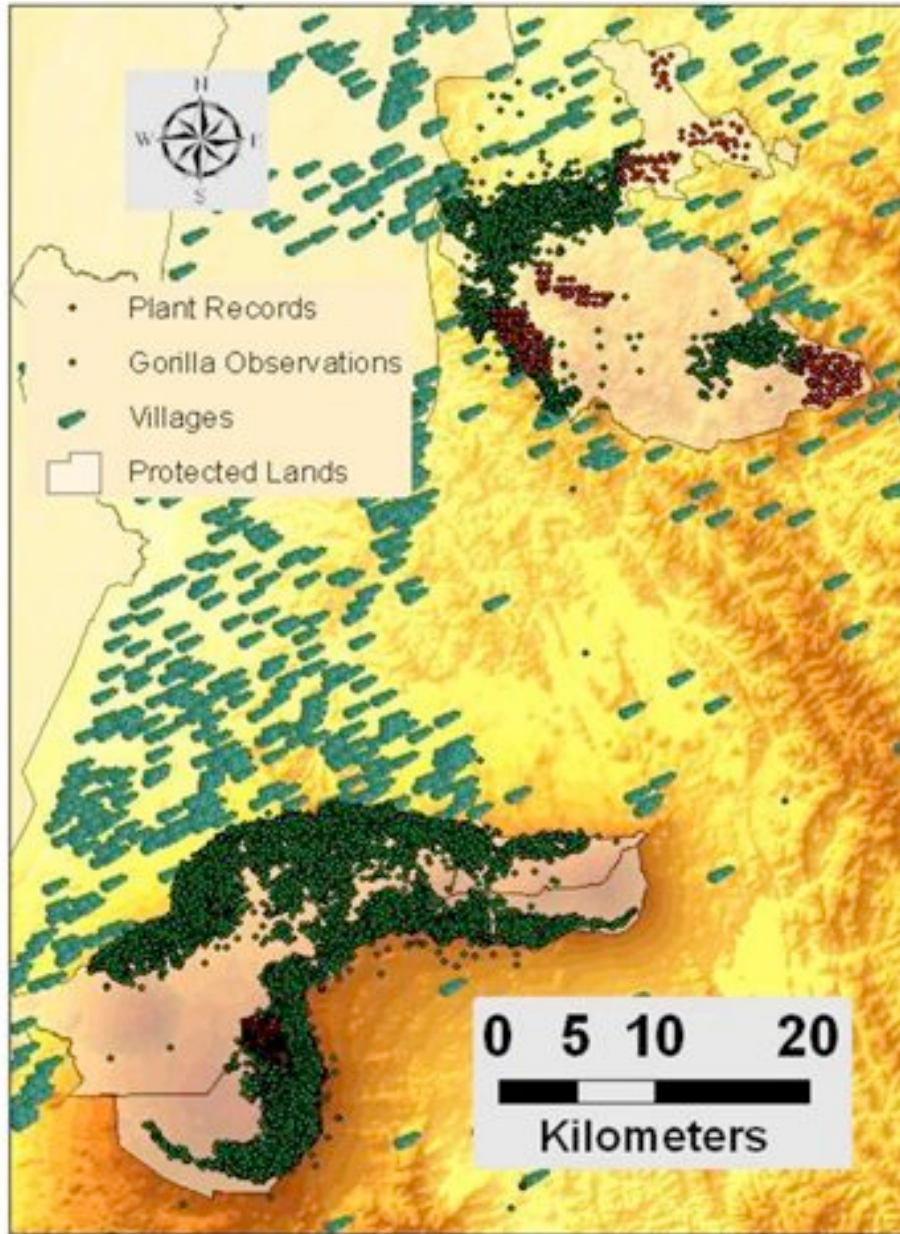 N
W E
S
Plant Records
Gorilla Observations
Villages
Protected Lands
0 5 10 20
Kilometers